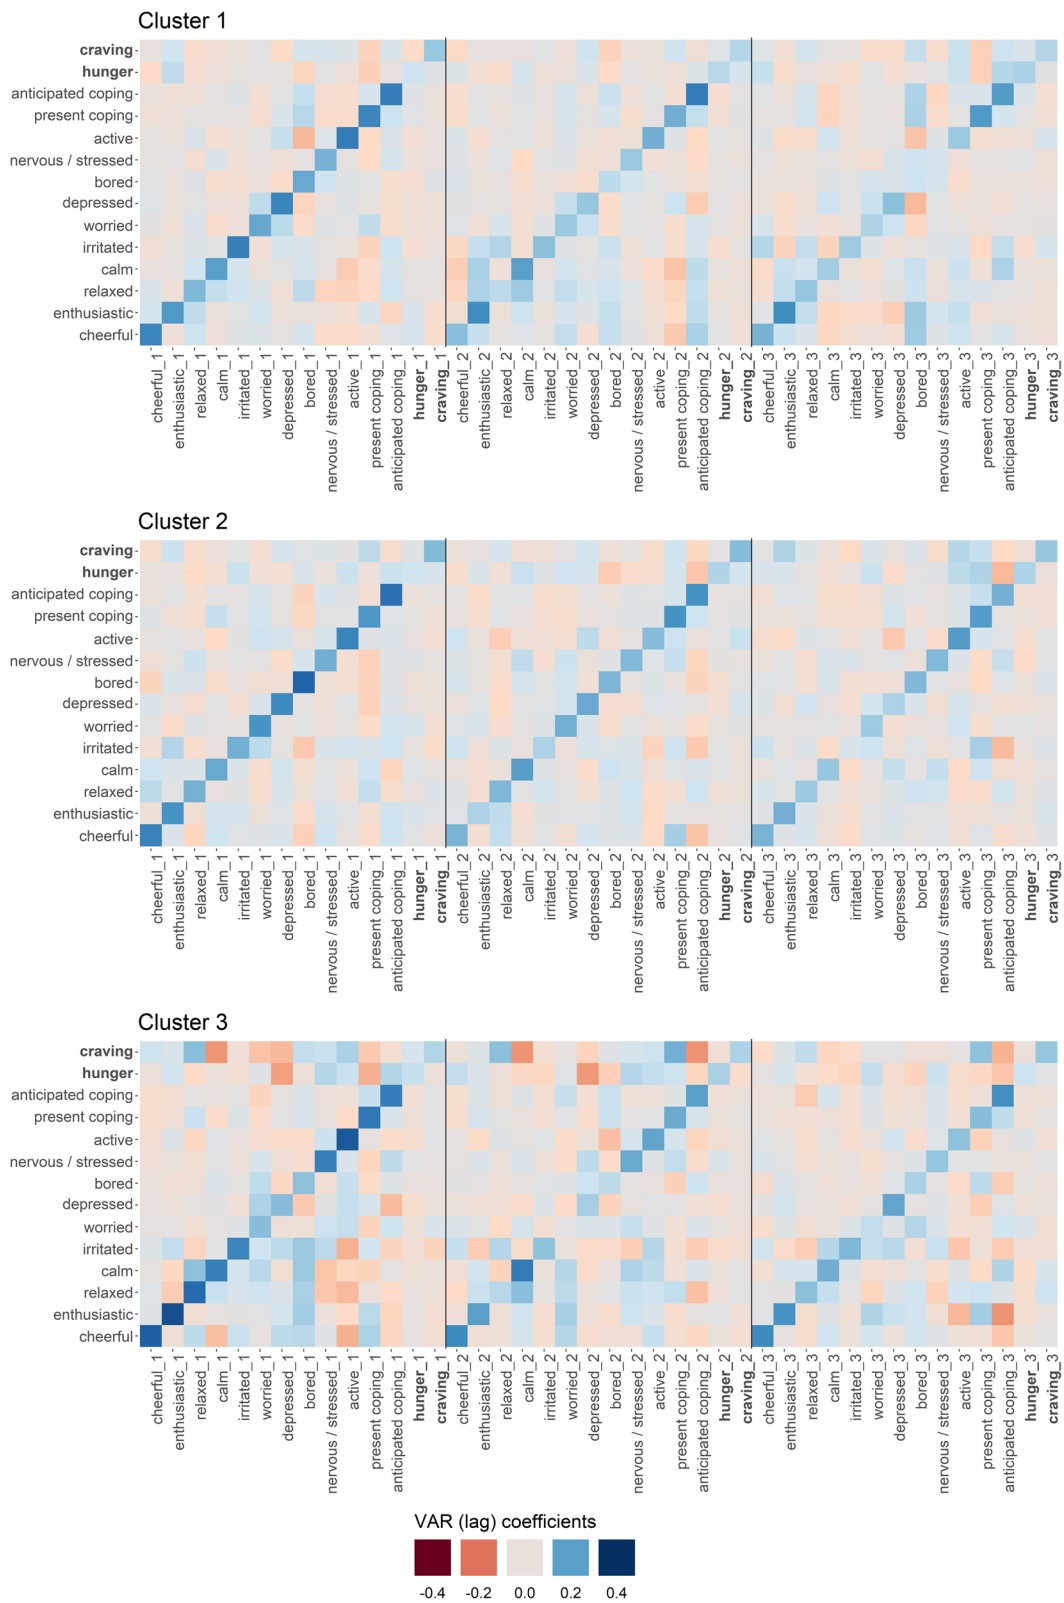 Cluster 1
craving
hunger
anticipated coping
present coping
active
nervous / stressed
bored
depressed
worried
irritated
calm
relaxed
enthusiastic
cheerful
cheerful_1
enthusiastic_1
relaxed_1
calm_1
irritated_1
worried_1
depressed_1
bored_1
nervous / stressed_1
active_1
present coping_1
anticipated coping_1
hunger_1
craving_1
cheerful_2
enthusiastic_2
relaxed_2
calm_2
irritated_2
worried_2
depressed_2
bored_2
nervous / stressed_2
active_2
present coping_2
anticipated coping_2
hunger_2
craving_2
cheerful_3
enthusiastic_3
relaxed_3
calm_3
irritated_3
worried_3
depressed_3
bored_3
nervous / stressed_3
active_3
present coping_3
anticipated coping_3
hunger_3
craving_3
Cluster 2
craving
hunger
anticipated coping
present coping
active
nervous / stressed
bored
depressed
worried
irritated
calm
relaxed
enthusiastic
cheerful
cheerful_1
enthusiastic_1
relaxed_1
calm_1
irritated_1
worried_1
depressed_1
bored_1
nervous / stressed_1
active_1
present coping_1
anticipated coping_1
hunger_1
craving_1
cheerful_2
enthusiastic_2
relaxed_2
calm_2
irritated_2
worried_2
depressed_2
bored_2
nervous / stressed_2
active_2
present coping_2
anticipated coping_2
hunger_2
craving_2
cheerful_3
enthusiastic_3
relaxed_3
calm_3
irritated_3
worried_3
depressed_3
bored_3
nervous / stressed_3
active_3
present coping_3
anticipated coping_3
hunger_3
craving_3
Cluster 3
craving
hunger
anticipated coping
present coping
active
nervous / stressed
bored
depressed
worried
irritated
calm
relaxed
enthusiastic
cheerful
cheerful_1
enthusiastic_1
relaxed_1
calm_1
irritated_1
worried_1
depressed_1
bored_1
nervous / stressed_1
active_1
present coping_1
anticipated coping_1
hunger_1
craving_1
cheerful_2
enthusiastic_2
relaxed_2
calm_2
irritated_2
worried_2
depressed_2
bored_2
nervous / stressed_2
active_2
present coping_2
anticipated coping_2
hunger_2
craving_2
cheerful_3
enthusiastic_3
relaxed_3
calm_3
irritated_3
worried_3
depressed_3
bored_3
nervous / stressed_3
active_3
present coping_3
anticipated coping_3
hunger_3
craving_3
VAR (lag) coefficients
-0.4 -0.2 0.0 0.2 0.4